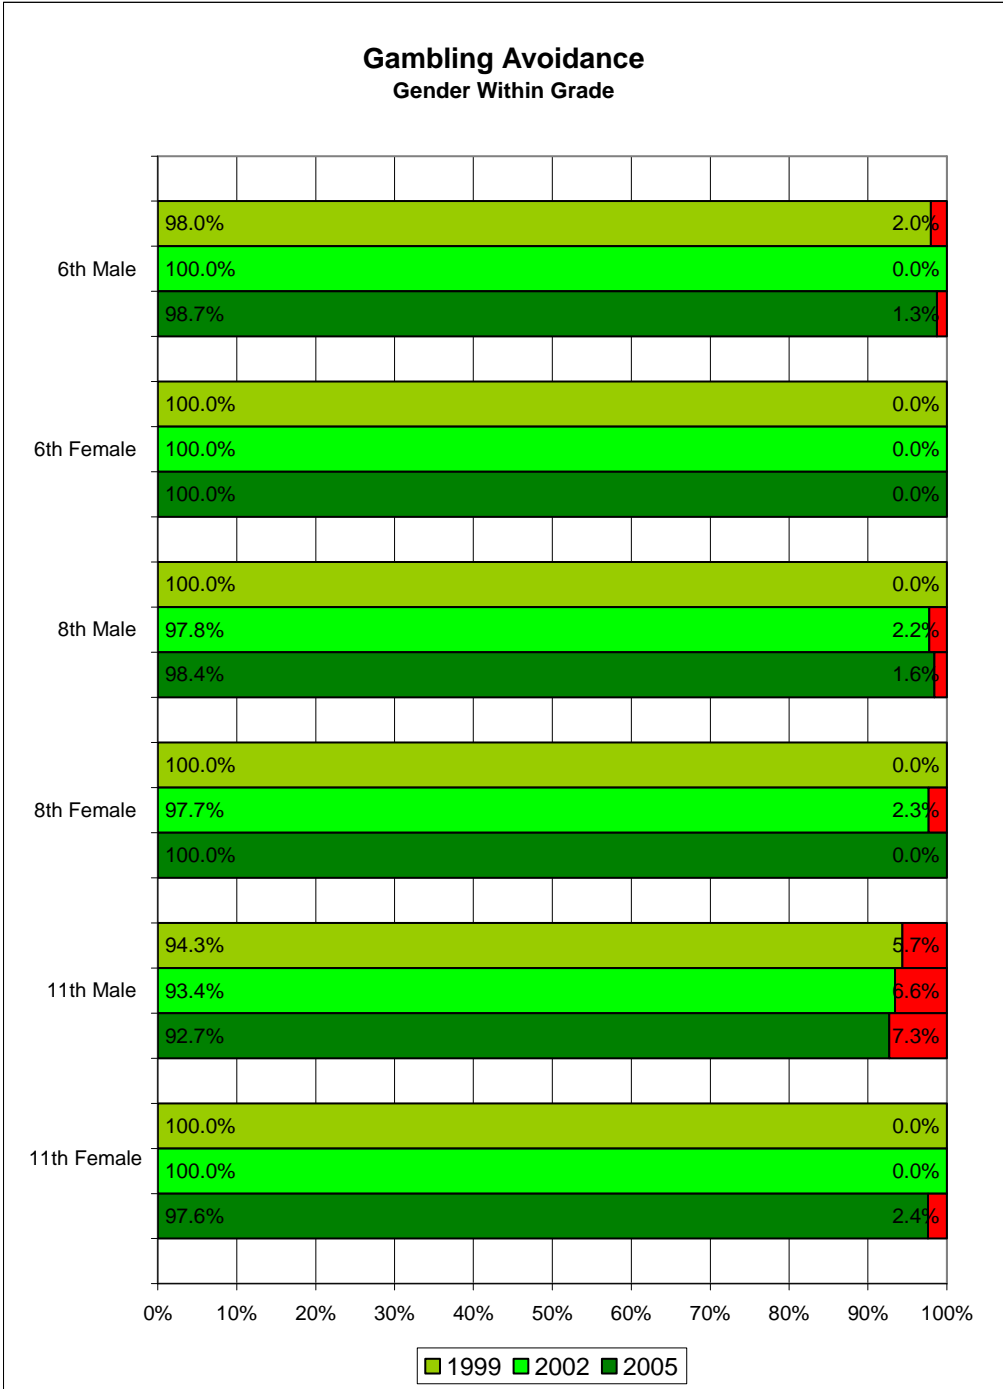 Gambling Avoidance
Gender Within Grade
98.0% 2.0%
6th Male 100.0% 0.0%
98.7% 1.3%
100.0% 0.0%
6th Female 100.0% 0.0%
100.0% 0.0%
100.0% 0.0%
8th Male 97.8% 2.2%
98.4% 1.6%
100.0% 0.0%
8th Female 97.7% 2.3%
100.0% 0.0%
94.3% 5.7%
11th Male 93.4% 6.6%
92.7% 7.3%
100.0% 0.0%
11th Female 100.0% 0.0%
97.6% 2.4%
0% 10% 20% 30% 40% 50% 60% 70% 80% 90% 100%
1999 2002 2005